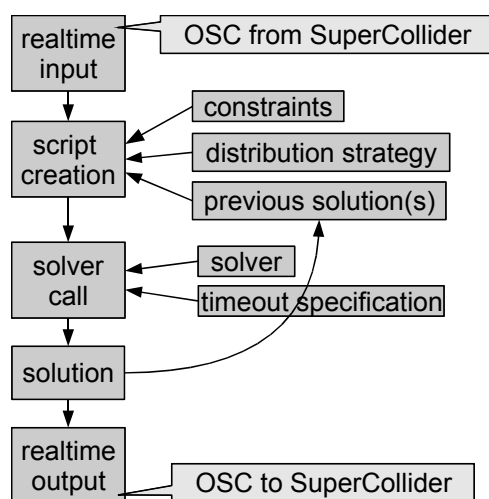 realtime
input
OSC from SuperCollider
script
creation
constraints
distribution strategy
previous solution(s)
solver
call
solver
timeout specification
solution
realtime
output
OSC to SuperCollider